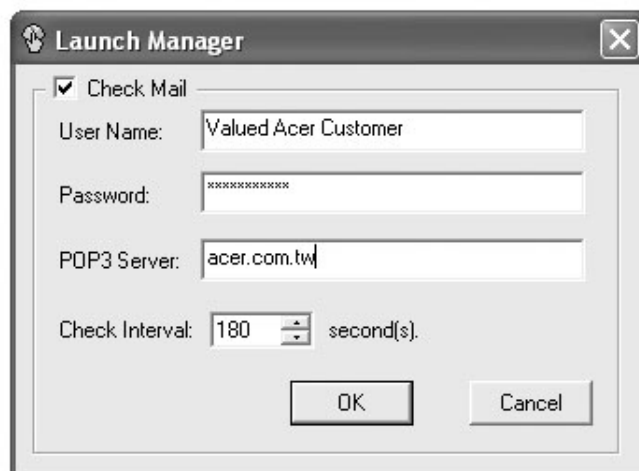 Launch Manager
Check Mail
User Name: Valued Acer Customer
Password: ***********
POP3 Server: acer.com.tw
Check Interval: 180 second(s).
OK Cancel